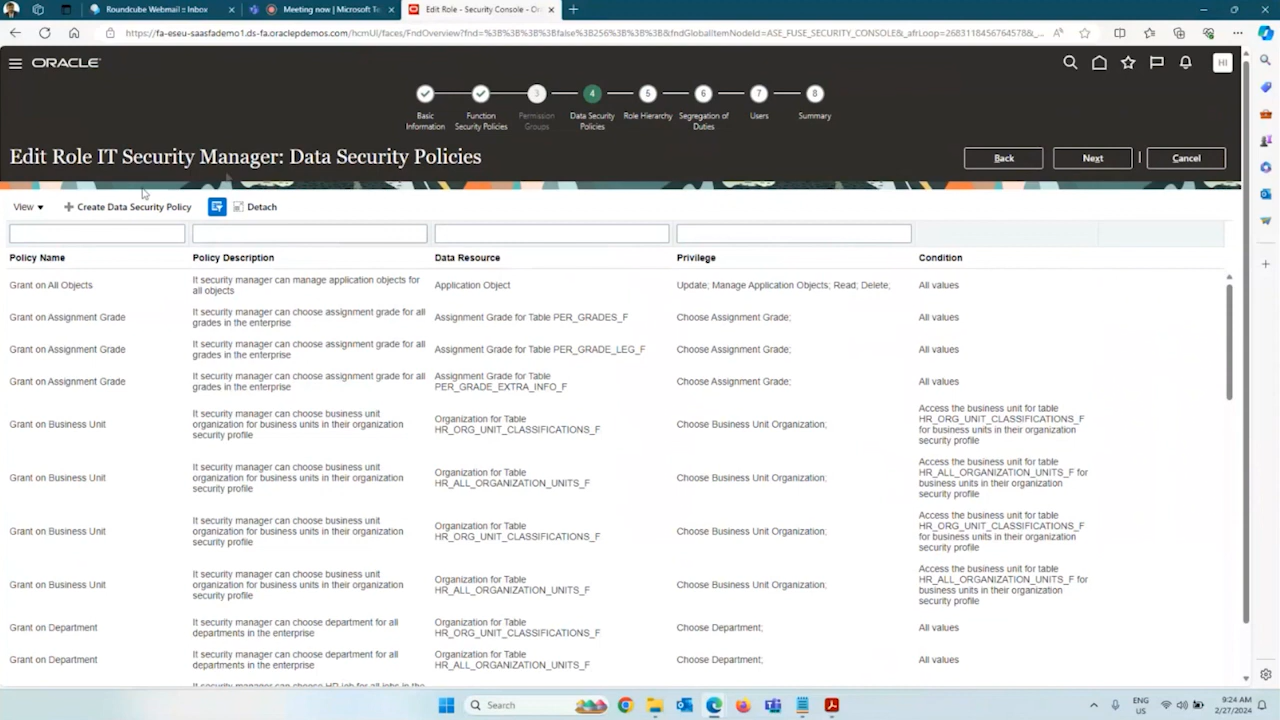 Roundcube Webmail :: Inbox
Meeting now | Microsoft T
Edit Role - Security Console - Or
https://fa-eseu-saasfademo1.ds-fa.oraclepdemos.com/hcmUI/faces/FndOverview?fnd=%3B%3B%3B%3Bfalse%3B256%3B%3B%3B&fndGlobalItemNodeId=ASE_FUSE_SECURITY_CONSOLE&_afrLoop=2683118456764578&_...
ORACLE
HI
3 4 5 6 7 8
Basic Information
Function Security Policies
Permission Groups
Data Security Policies
Role Hierarchy
Segregation of Duties
Users
Summary
Edit Role IT Security Manager: Data Security Policies
Back Next Cancel
View Create Data Security Policy Detach
Policy Name Policy Description Data Resource Privilege Condition
Grant on All Objects It security manager can manage application objects for all objects Application Object Update; Manage Application Objects; Read; Delete; All values
Grant on Assignment Grade It security manager can choose assignment grade for all grades in the enterprise Assignment Grade for Table PER_GRADES_F Choose Assignment Grade; All values
Grant on Assignment Grade It security manager can choose assignment grade for all grades in the enterprise Assignment Grade for Table PER_GRADE_LEG_F Choose Assignment Grade; All values
Grant on Assignment Grade It security manager can choose assignment grade for all grades in the enterprise Assignment Grade for Table PER_GRADE_EXTRA_INFO_F Choose Assignment Grade; All values
Grant on Business Unit It security manager can choose business unit organization for business units in their organization security profile Organization for Table HR_ORG_UNIT_CLASSIFICATIONS_F Choose Business Unit Organization; Access the business unit for table HR_ORG_UNIT_CLASSIFICATIONS_F for business units in their organization security profile
Grant on Business Unit It security manager can choose business unit organization for business units in their organization security profile Organization for Table HR_ALL_ORGANIZATION_UNITS_F Choose Business Unit Organization; Access the business unit for table HR_ALL_ORGANIZATION_UNITS_F for business units in their organization security profile
Grant on Business Unit It security manager can choose business unit organization for business units in their organization security profile Organization for Table HR_ORG_UNIT_CLASSIFICATIONS_F Choose Business Unit Organization; Access the business unit for table HR_ORG_UNIT_CLASSIFICATIONS_F for business units in their organization security profile
Grant on Business Unit It security manager can choose business unit organization for business units in their organization security profile Organization for Table HR_ALL_ORGANIZATION_UNITS_F Choose Business Unit Organization; Access the business unit for table HR_ALL_ORGANIZATION_UNITS_F for business units in their organization security profile
Grant on Department It security manager can choose department for all departments in the enterprise Organization for Table HR_ORG_UNIT_CLASSIFICATIONS_F Choose Department; All values
Grant on Department It security manager can choose department for all departments in the enterprise Organization for Table HR_ALL_ORGANIZATION_UNITS_F Choose Department; All values
Search
ENG US
9:24 AM
2/27/2024